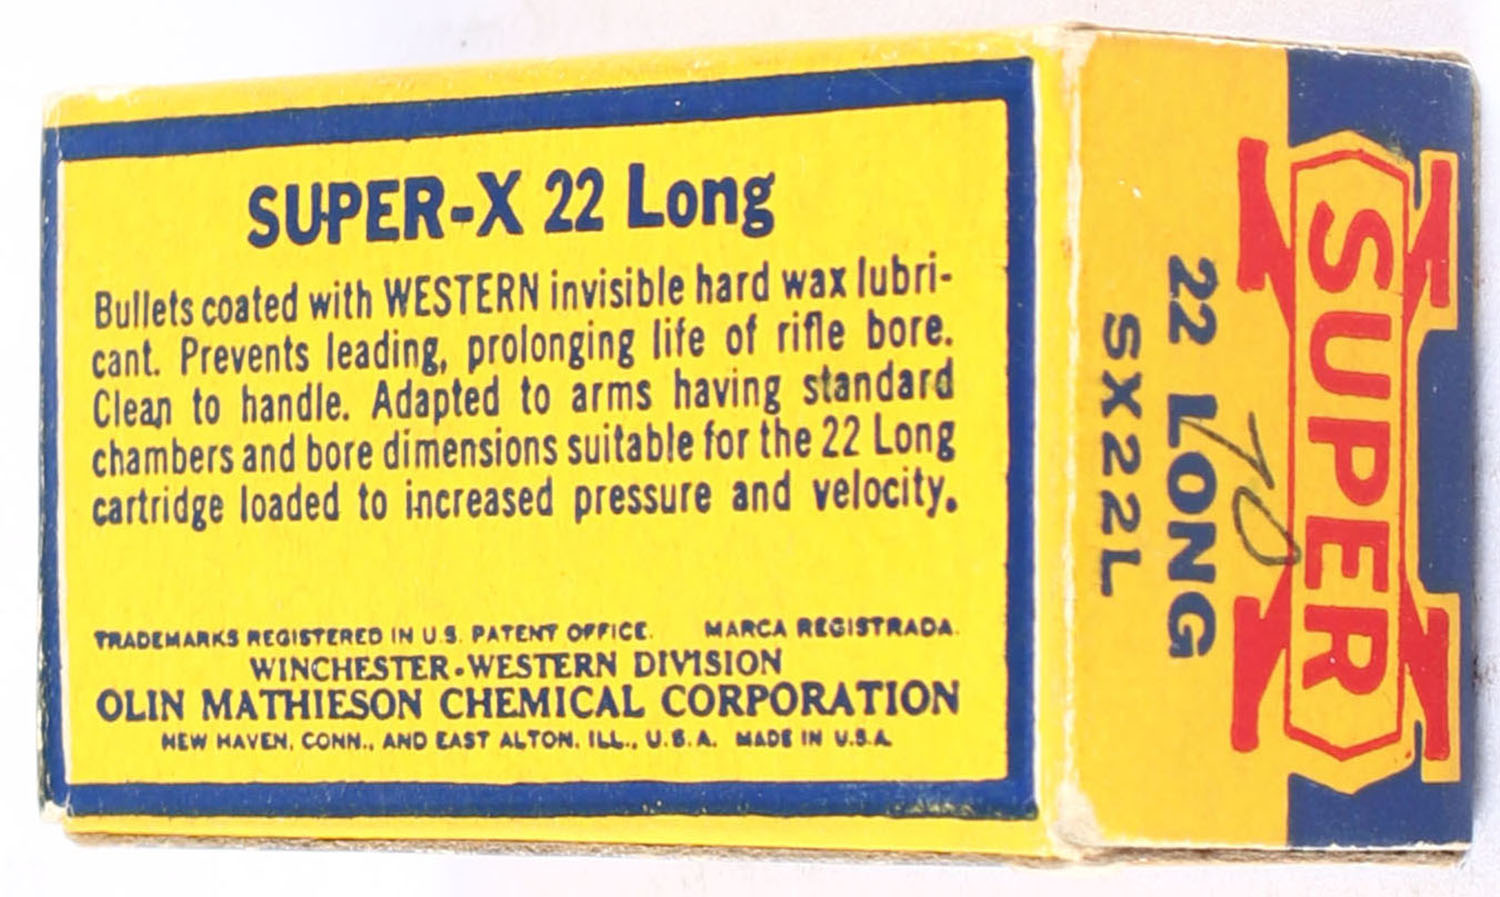 SUPER-X 22 Long
Bullets coated with WESTERN invisible hard wax lubri-
cant. Prevents leading, prolonging life of rifle bore.
Clean to handle. Adapted to arms having standard
chambers and bore dimensions suitable for the 22 Long
cartridge loaded to increased pressure and velocity.
TRADEMARKS REGISTERED IN U.S. PATENT OFFICE. MARCA REGISTRADA.
WINCHESTER-WESTERN DIVISION
OLIN MATHIESON CHEMICAL CORPORATION
NEW HAVEN, CONN., AND EAST ALTON, ILL., U.S.A. MADE IN U.S.A.
SUPER
X
70
22 LONG
SX22L